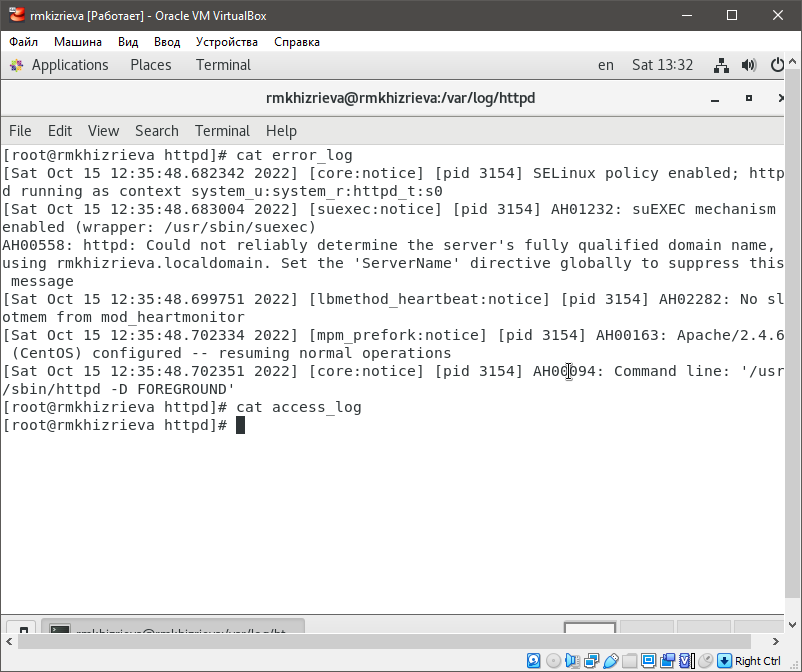 rmkizrieva [Работает] - Oracle VM VirtualBox
Файл Машина Вид Ввод Устройства Справка
Applications Places Terminal en Sat 13:32
rmkhizrieva@rmkhizrieva:/var/log/httpd
File Edit View Search Terminal Help
[root@rmkhizrieva httpd]# cat error_log
[Sat Oct 15 12:35:48.682342 2022] [core:notice] [pid 3154] SELinux policy enabled; http
d running as context system_u:system_r:httpd_t:s0
[Sat Oct 15 12:35:48.683004 2022] [suexec:notice] [pid 3154] AH01232: suEXEC mechanism
enabled (wrapper: /usr/sbin/suexec)
AH00558: httpd: Could not reliably determine the server's fully qualified domain name,
using rmkhizrieva.localdomain. Set the 'ServerName' directive globally to suppress this
message
[Sat Oct 15 12:35:48.699751 2022] [lbmethod_heartbeat:notice] [pid 3154] AH02282: No sl
otmem from mod_heartmonitor
[Sat Oct 15 12:35:48.702334 2022] [mpm_prefork:notice] [pid 3154] AH00163: Apache/2.4.6
(CentOS) configured -- resuming normal operations
[Sat Oct 15 12:35:48.702351 2022] [core:notice] [pid 3154] AH00094: Command line: '/usr
/sbin/httpd -D FOREGROUND'
[root@rmkhizrieva httpd]# cat access_log
[root@rmkhizrieva httpd]#
rmkhizrieva@rmkhizrieva:/var/log/ht...
Right Ctrl